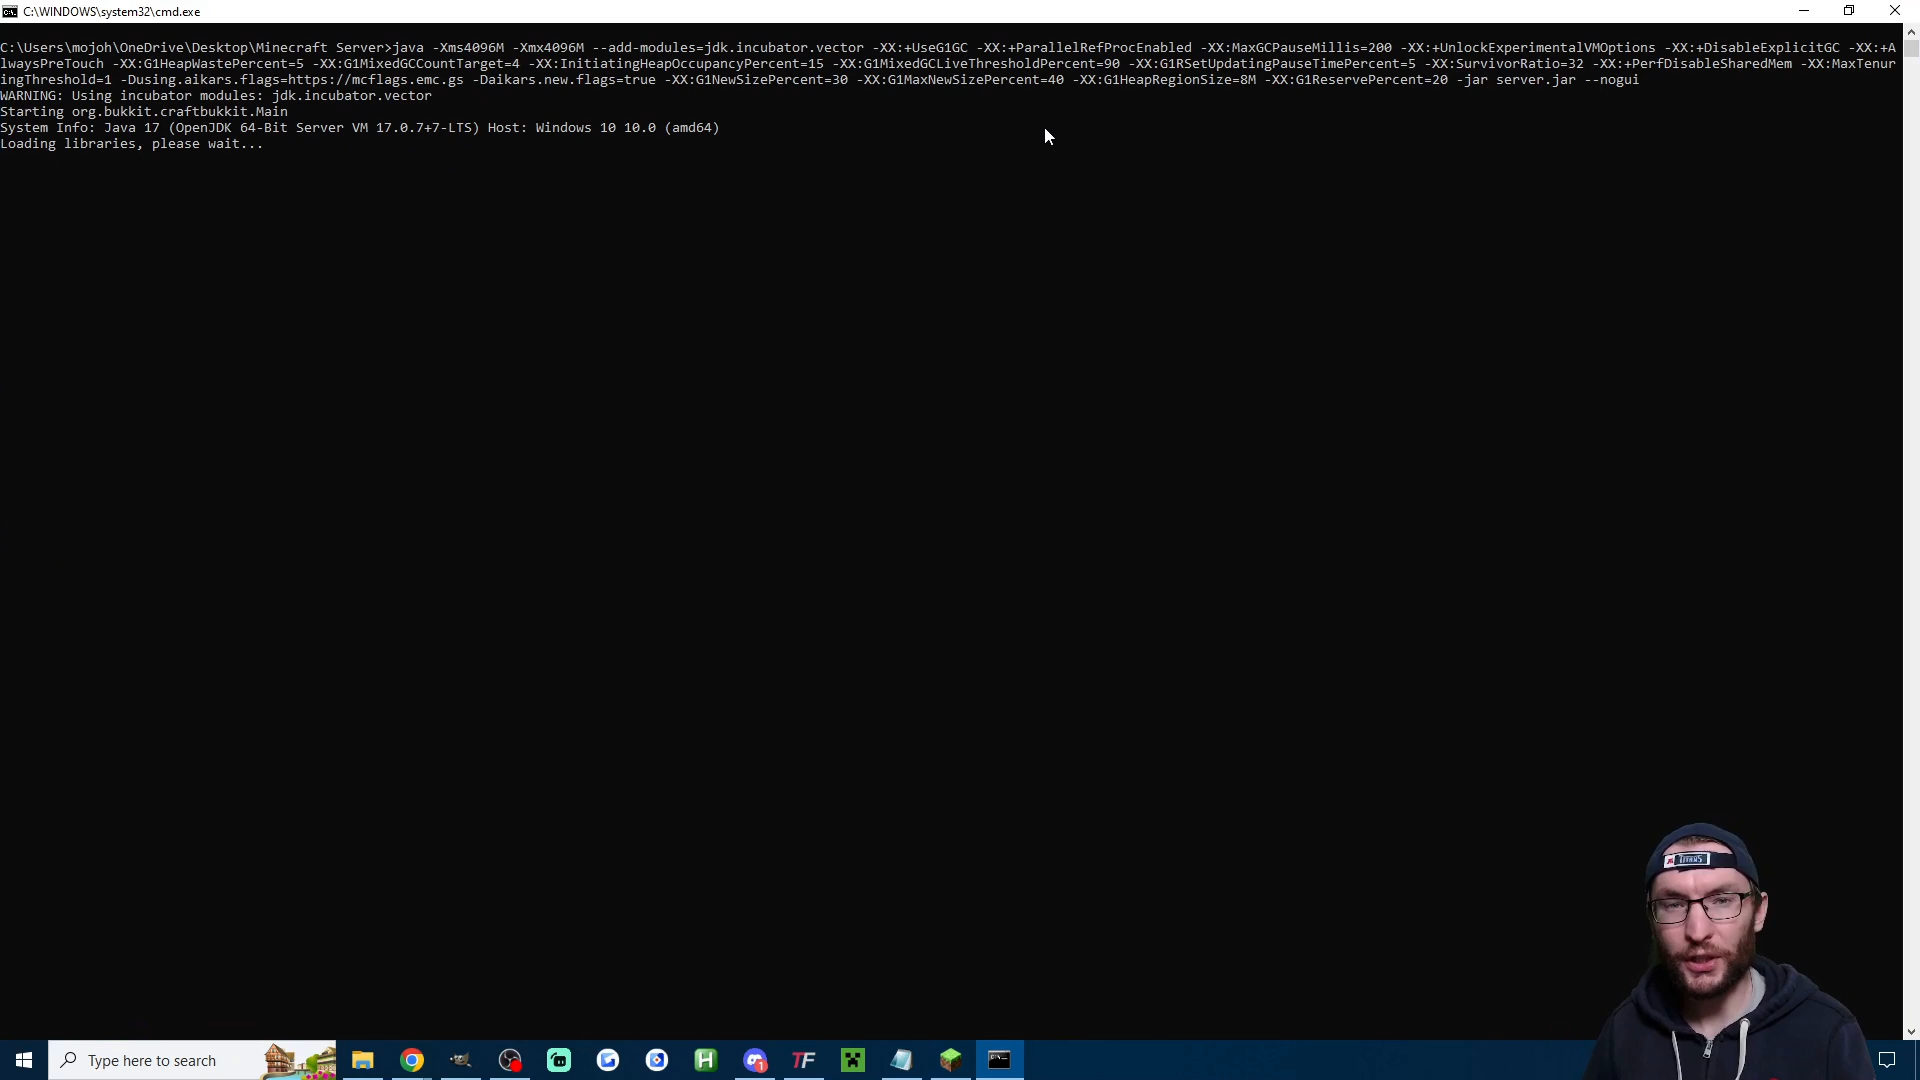 C:\WINDOWS\system32\cmd.exe
C:\Users\mojoh\OneDrive\Desktop\Minecraft Server>java -Xms4096M -Xmx4096M --add-modules=jdk.incubator.vector -XX:+UseG1GC -XX:+ParallelRefProcEnabled -XX:MaxGCPauseMillis=200 -XX:+UnlockExperimentalVMOptions -XX:+DisableExplicitGC -XX:+A
lwaysPreTouch -XX:G1HeapWastePercent=5 -XX:G1MixedGCCountTarget=4 -XX:InitiatingHeapOccupancyPercent=15 -XX:G1MixedGCLiveThresholdPercent=90 -XX:G1RSetUpdatingPauseTimePercent=5 -XX:SurvivorRatio=32 -XX:+PerfDisableSharedMem -XX:MaxTenur
ingThreshold=1 -Dusing.aikars.flags=https://mcflags.emc.gs -Daikars.new.flags=true -XX:G1NewSizePercent=30 -XX:G1MaxNewSizePercent=40 -XX:G1HeapRegionSize=8M -XX:G1ReservePercent=20 -jar server.jar --nogui
WARNING: Using incubator modules: jdk.incubator.vector
Starting org.bukkit.craftbukkit.Main
System Info: Java 17 (OpenJDK 64-Bit Server VM 17.0.7+7-LTS) Host: Windows 10 10.0 (amd64)
Loading libraries, please wait...
TITANS
Type here to search
H
1
TF